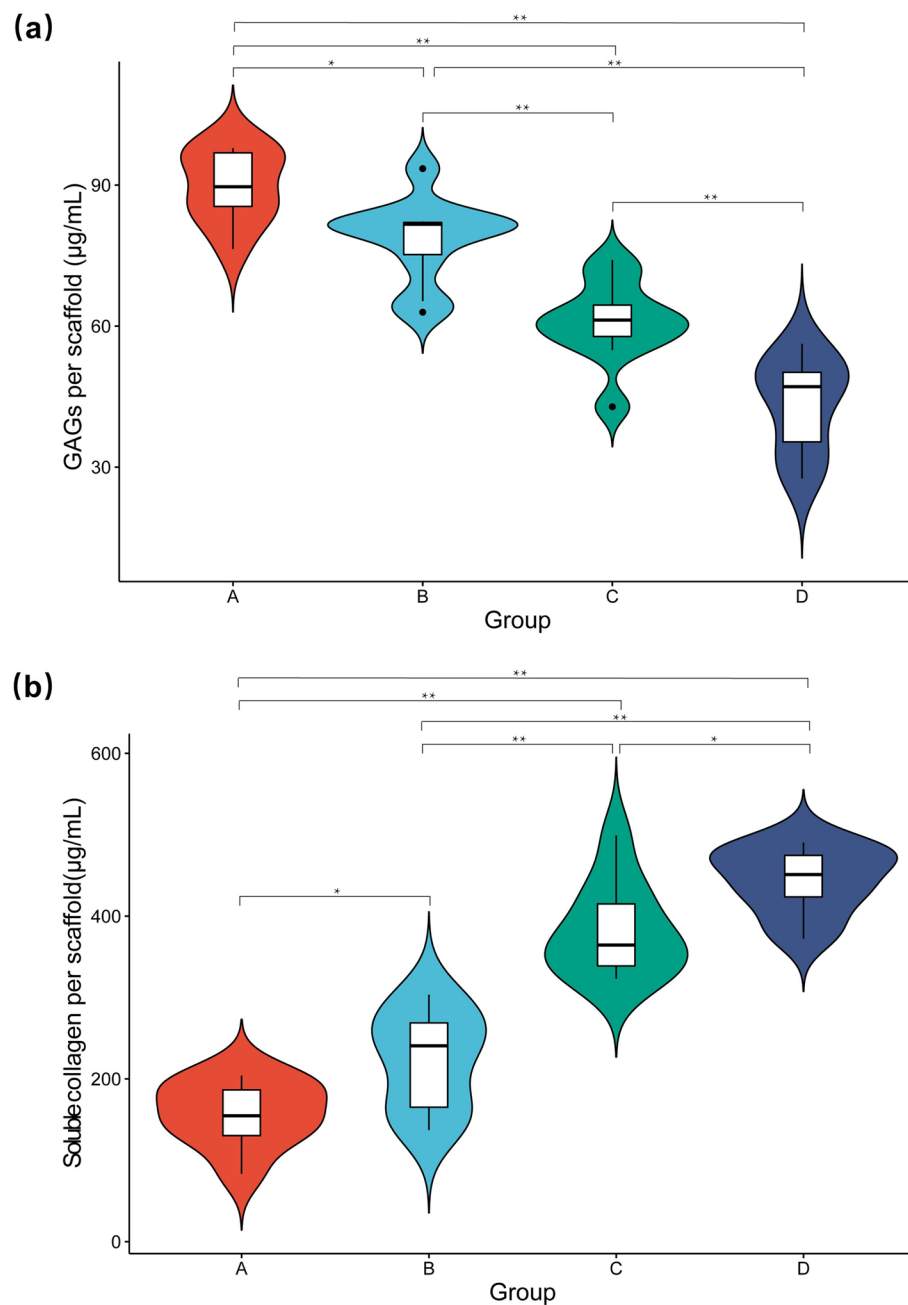 (a)
**
**
*
**
**
**
90
60
30
GAGs per scaffold (µg/mL)
A
B
C
D
Group
(b)
**
**
**
**
*
*
600
400
200
0
Soluble collagen per scaffold(µg/mL)
A
B
C
D
Group